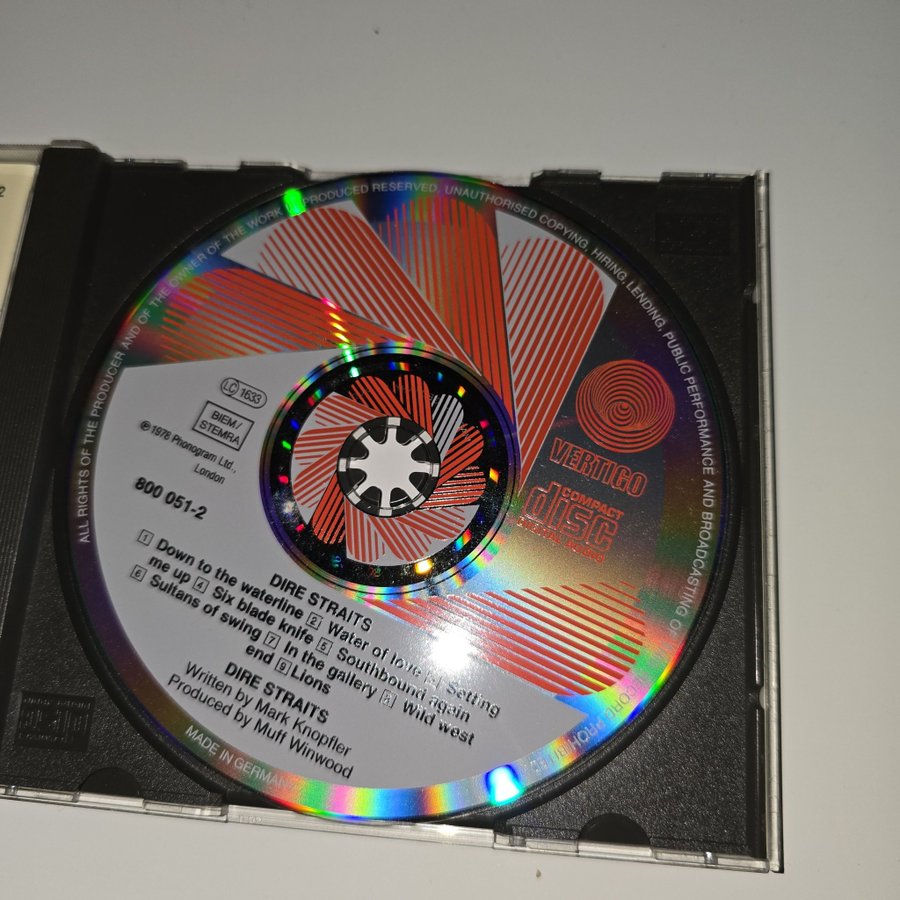 2
ALL RIGHTS OF THE PRODUCER AND OF THE OWNER OF THE WORK REPRODUCED RESERVED. UNAUTHORISED COPYING, HIRING, LENDING, PUBLIC PERFORMANCE AND BROADCASTING OF
PROHIBITED
LC 1633
BIEM/
STEMRA
℗ 1978 Phonogram Ltd.,
London
800 051-2
VERTIGO
COMPACT
disc
DIRE STRAITS
1 Down to the waterline 2 Water of love 3 Setting
me up 4 Six blade knife 5 Southbound again
6 Sultans of swing 7 In the gallery 8 Wild west
end 9 Lions
DIRE STRAITS
Written by Mark Knopfler
Produced by Muff Winwood
MADE IN GERMANY